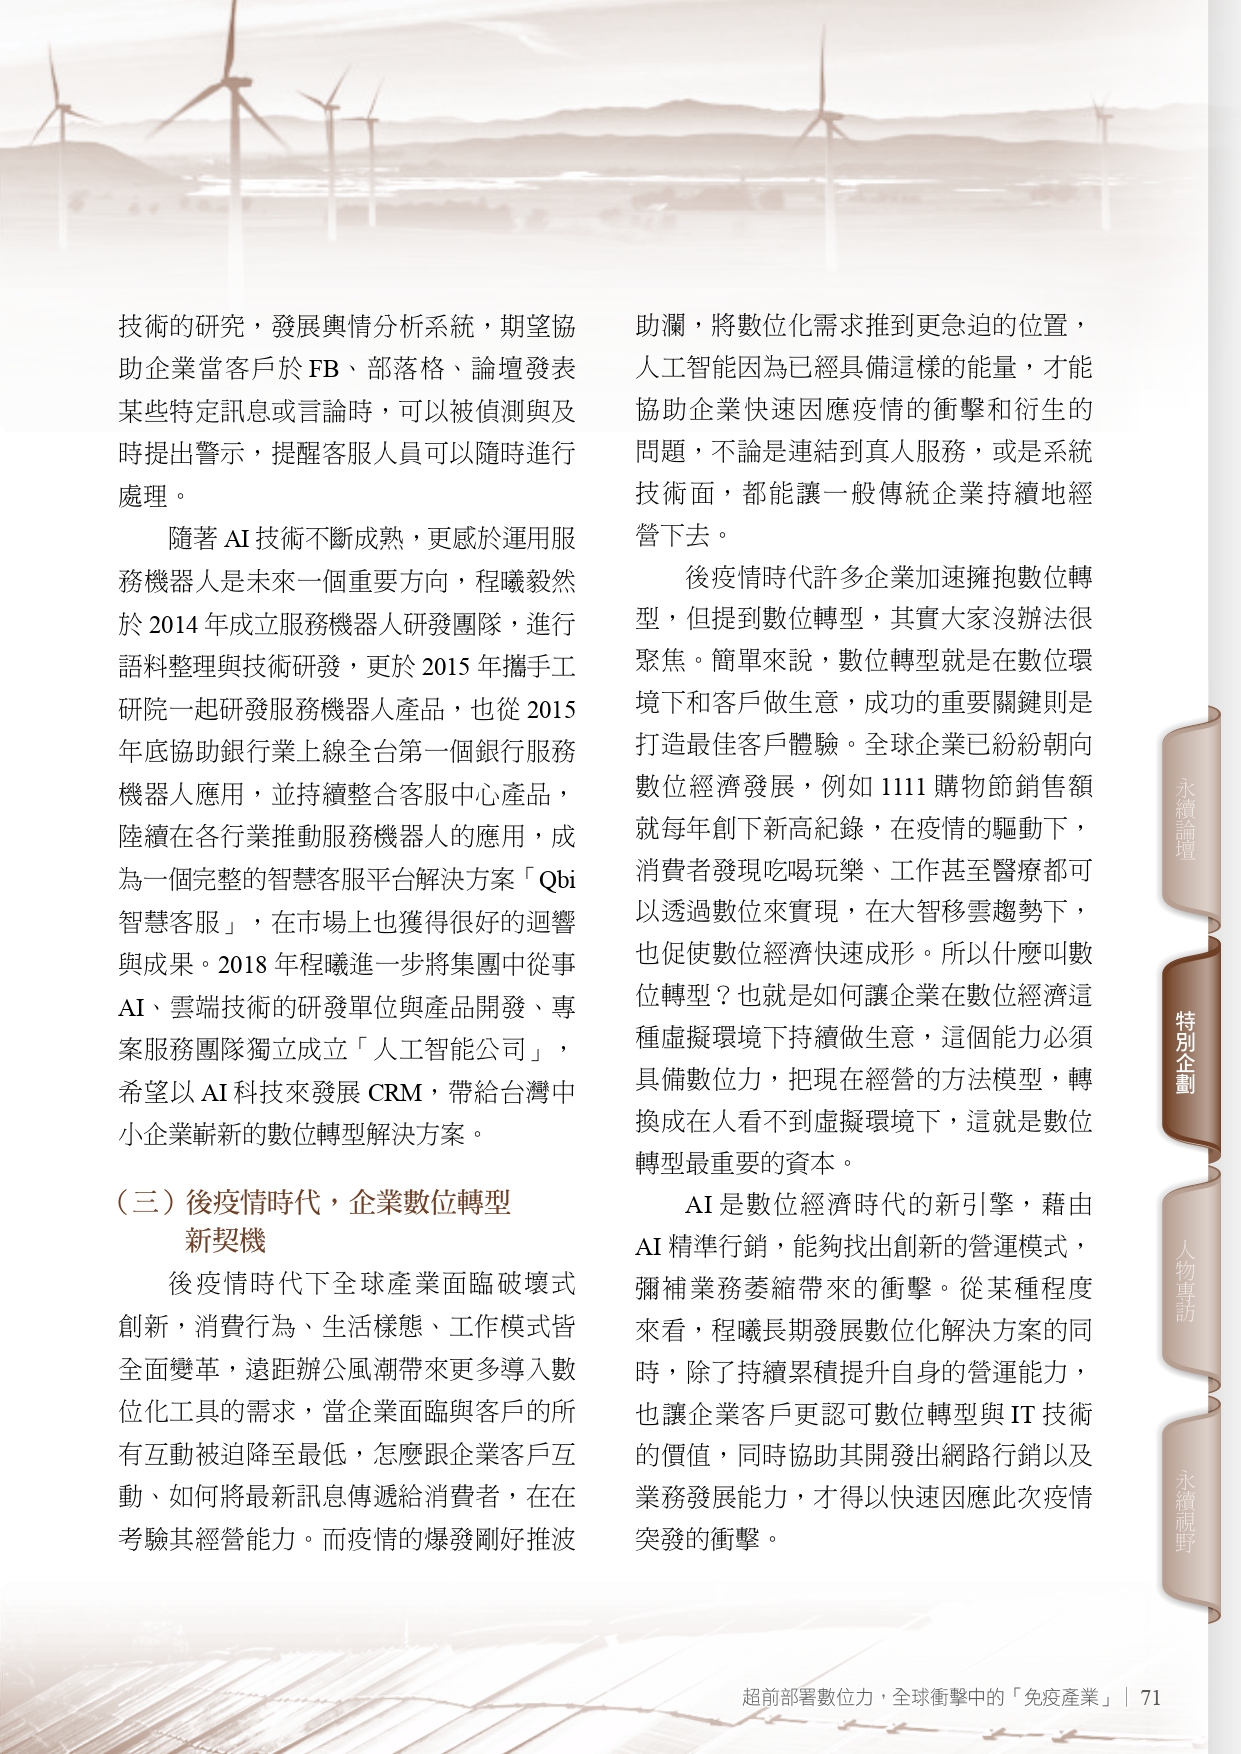 技術的研究，發展輿情分析系統，期望協
助企業當客戶於 FB、部落格、論壇發表
某些特定訊息或言論時，可以被偵測與及
時提出警示，提醒客服人員可以隨時進行
處理。
隨著 AI 技術不斷成熟，更感於運用服
務機器人是未來一個重要方向，程曦毅然
於 2014 年成立服務機器人研發團隊，進行
語料整理與技術研發，更於 2015 年攜手工
研院一起研發服務機器人產品，也從 2015
年底協助銀行業上線全台第一個銀行服務
機器人應用，並持續整合客服中心產品，
陸續在各行業推動服務機器人的應用，成
為一個完整的智慧客服平台解決方案「Qbi
智慧客服」，在市場上也獲得很好的迴響
與成果。2018 年程曦進一步將集團中從事
AI、雲端技術的研發單位與產品開發、專
案服務團隊獨立成立「人工智能公司」，
希望以 AI 科技來發展 CRM，帶給台灣中
小企業嶄新的數位轉型解決方案。
（三）後疫情時代，企業數位轉型
新契機
後疫情時代下全球產業面臨破壞式
創新，消費行為、生活樣態、工作模式皆
全面變革，遠距辦公風潮帶來更多導入數
位化工具的需求，當企業面臨與客戶的所
有互動被迫降至最低，怎麼跟企業客戶互
動、如何將最新訊息傳遞給消費者，在在
考驗其經營能力。而疫情的爆發剛好推波
助瀾，將數位化需求推到更急迫的位置，
人工智能因為已經具備這樣的能量，才能
協助企業快速因應疫情的衝擊和衍生的
問題，不論是連結到真人服務，或是系統
技術面，都能讓一般傳統企業持續地經
營下去。
後疫情時代許多企業加速擁抱數位轉
型，但提到數位轉型，其實大家沒辦法很
聚焦。簡單來說，數位轉型就是在數位環
境下和客戶做生意，成功的重要關鍵則是
打造最佳客戶體驗。全球企業已紛紛朝向
數位經濟發展，例如 1111 購物節銷售額
就每年創下新高紀錄，在疫情的驅動下，
消費者發現吃喝玩樂、工作甚至醫療都可
以透過數位來實現，在大智移雲趨勢下，
也促使數位經濟快速成形。所以什麼叫數
位轉型？也就是如何讓企業在數位經濟這
種虛擬環境下持續做生意，這個能力必須
具備數位力，把現在經營的方法模型，轉
換成在人看不到虛擬環境下，這就是數位
轉型最重要的資本。
AI 是數位經濟時代的新引擎，藉由
AI 精準行銷，能夠找出創新的營運模式，
彌補業務萎縮帶來的衝擊。從某種程度
來看，程曦長期發展數位化解決方案的同
時，除了持續累積提升自身的營運能力，
也讓企業客戶更認可數位轉型與 IT 技術
的價值，同時協助其開發出網路行銷以及
業務發展能力，才得以快速因應此次疫情
突發的衝擊。
永續論壇
特別企劃
人物專訪
永續視野
超前部署數位力，全球衝擊中的「免疫產業」｜ 71